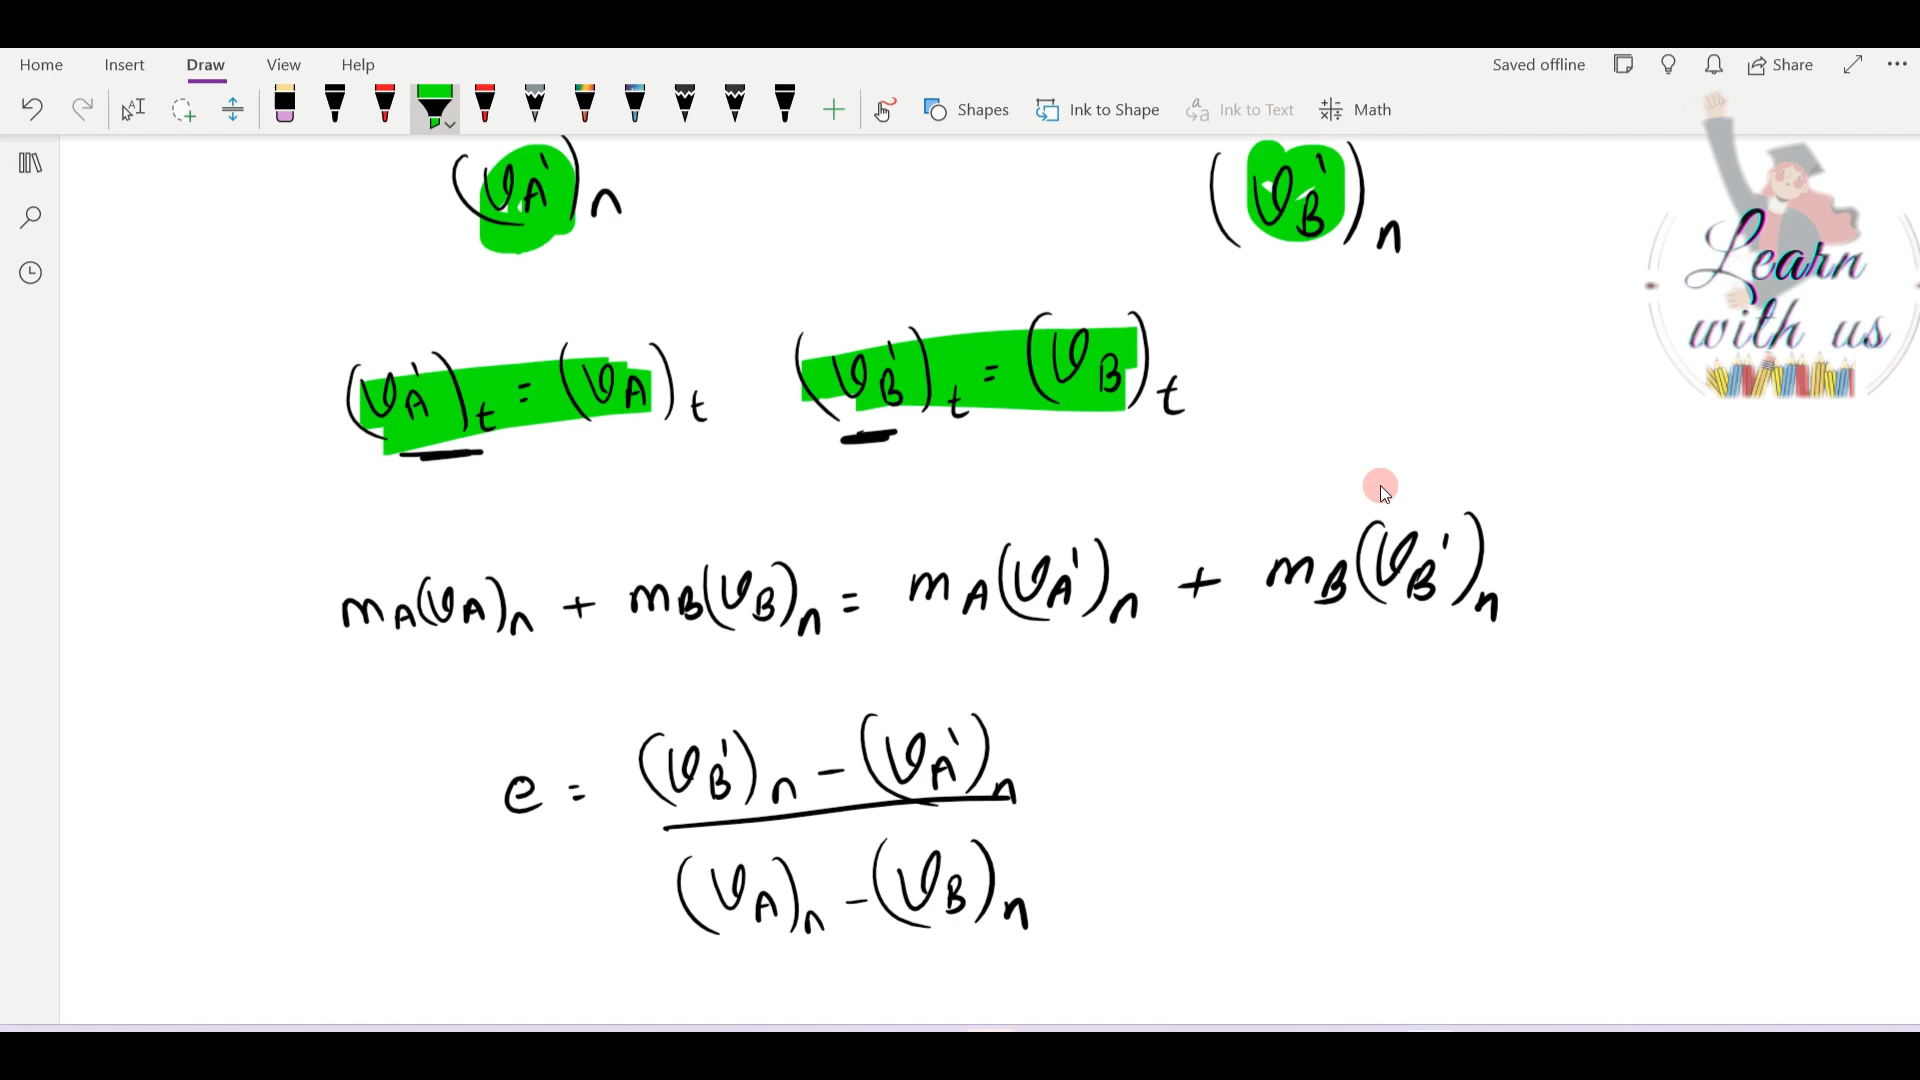 Home Insert Draw View Help Saved offline Share
Shapes Ink to Shape Ink to Text Math
(vA')n (vB')n
Learn
with us
(vA')t = (vA)t (vB')t = (vB)t
mA(vA)n + mB(vB)n = mA(vA')n + mB(vB')n
e = (vB')n - (vA')n
(vA)n - (vB)n